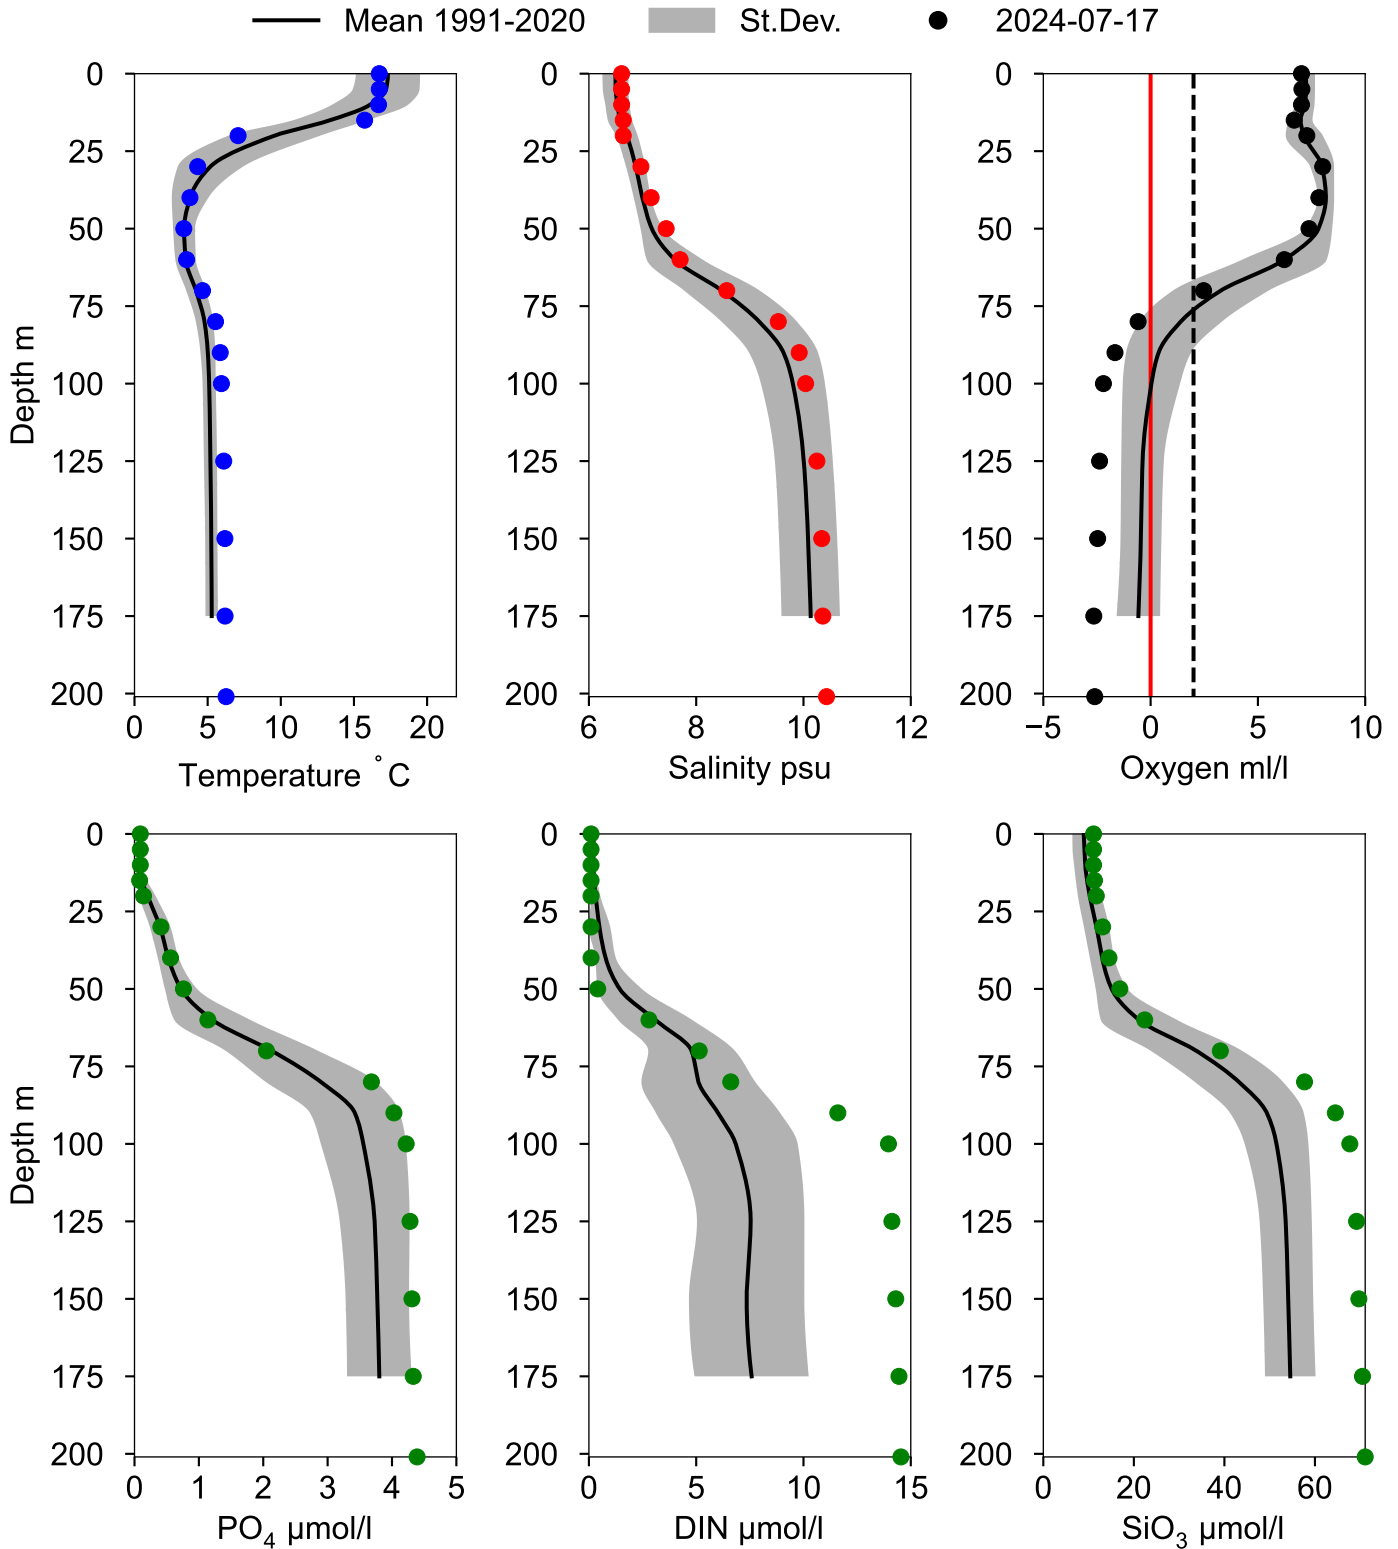 Mean 1991-2020 St.Dev. 2024-07-17
0 0 0
25 25 25
50 50 50
75 75 75
100 100 100
125 125 125
150 150 150
175 175 175
200 200 200
Depth m
0 5 10 15 20 6 8 10 12 −5 0 5 10
Temperature °C Salinity psu Oxygen ml/l
0 0 0
25 25 25
50 50 50
75 75 75
100 100 100
125 125 125
150 150 150
175 175 175
200 200 200
Depth m
0 1 2 3 4 5 0 5 10 15 0 20 40 60
PO₄ µmol/l DIN µmol/l SiO₃ µmol/l